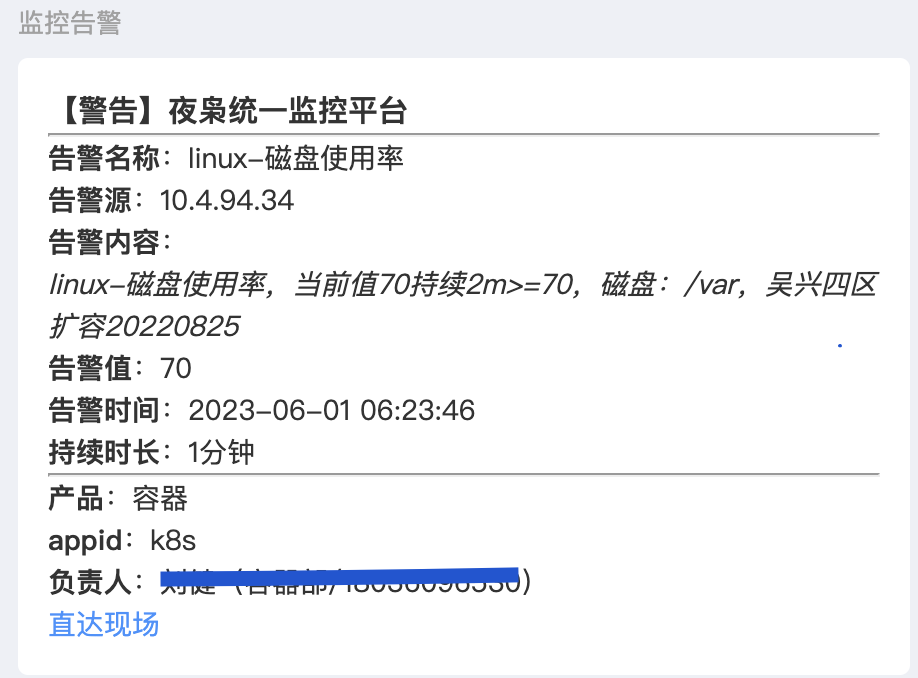 监控告警
【警告】夜枭统一监控平台
告警名称：linux-磁盘使用率
告警源：10.4.94.34
告警内容：
linux-磁盘使用率，当前值70持续2m>=70，磁盘：/var，吴兴四区
扩容20220825
告警值：70
告警时间：2023-06-01 06:23:46
持续时长：1分钟
产品：容器
appid：k8s
负责人：
直达现场